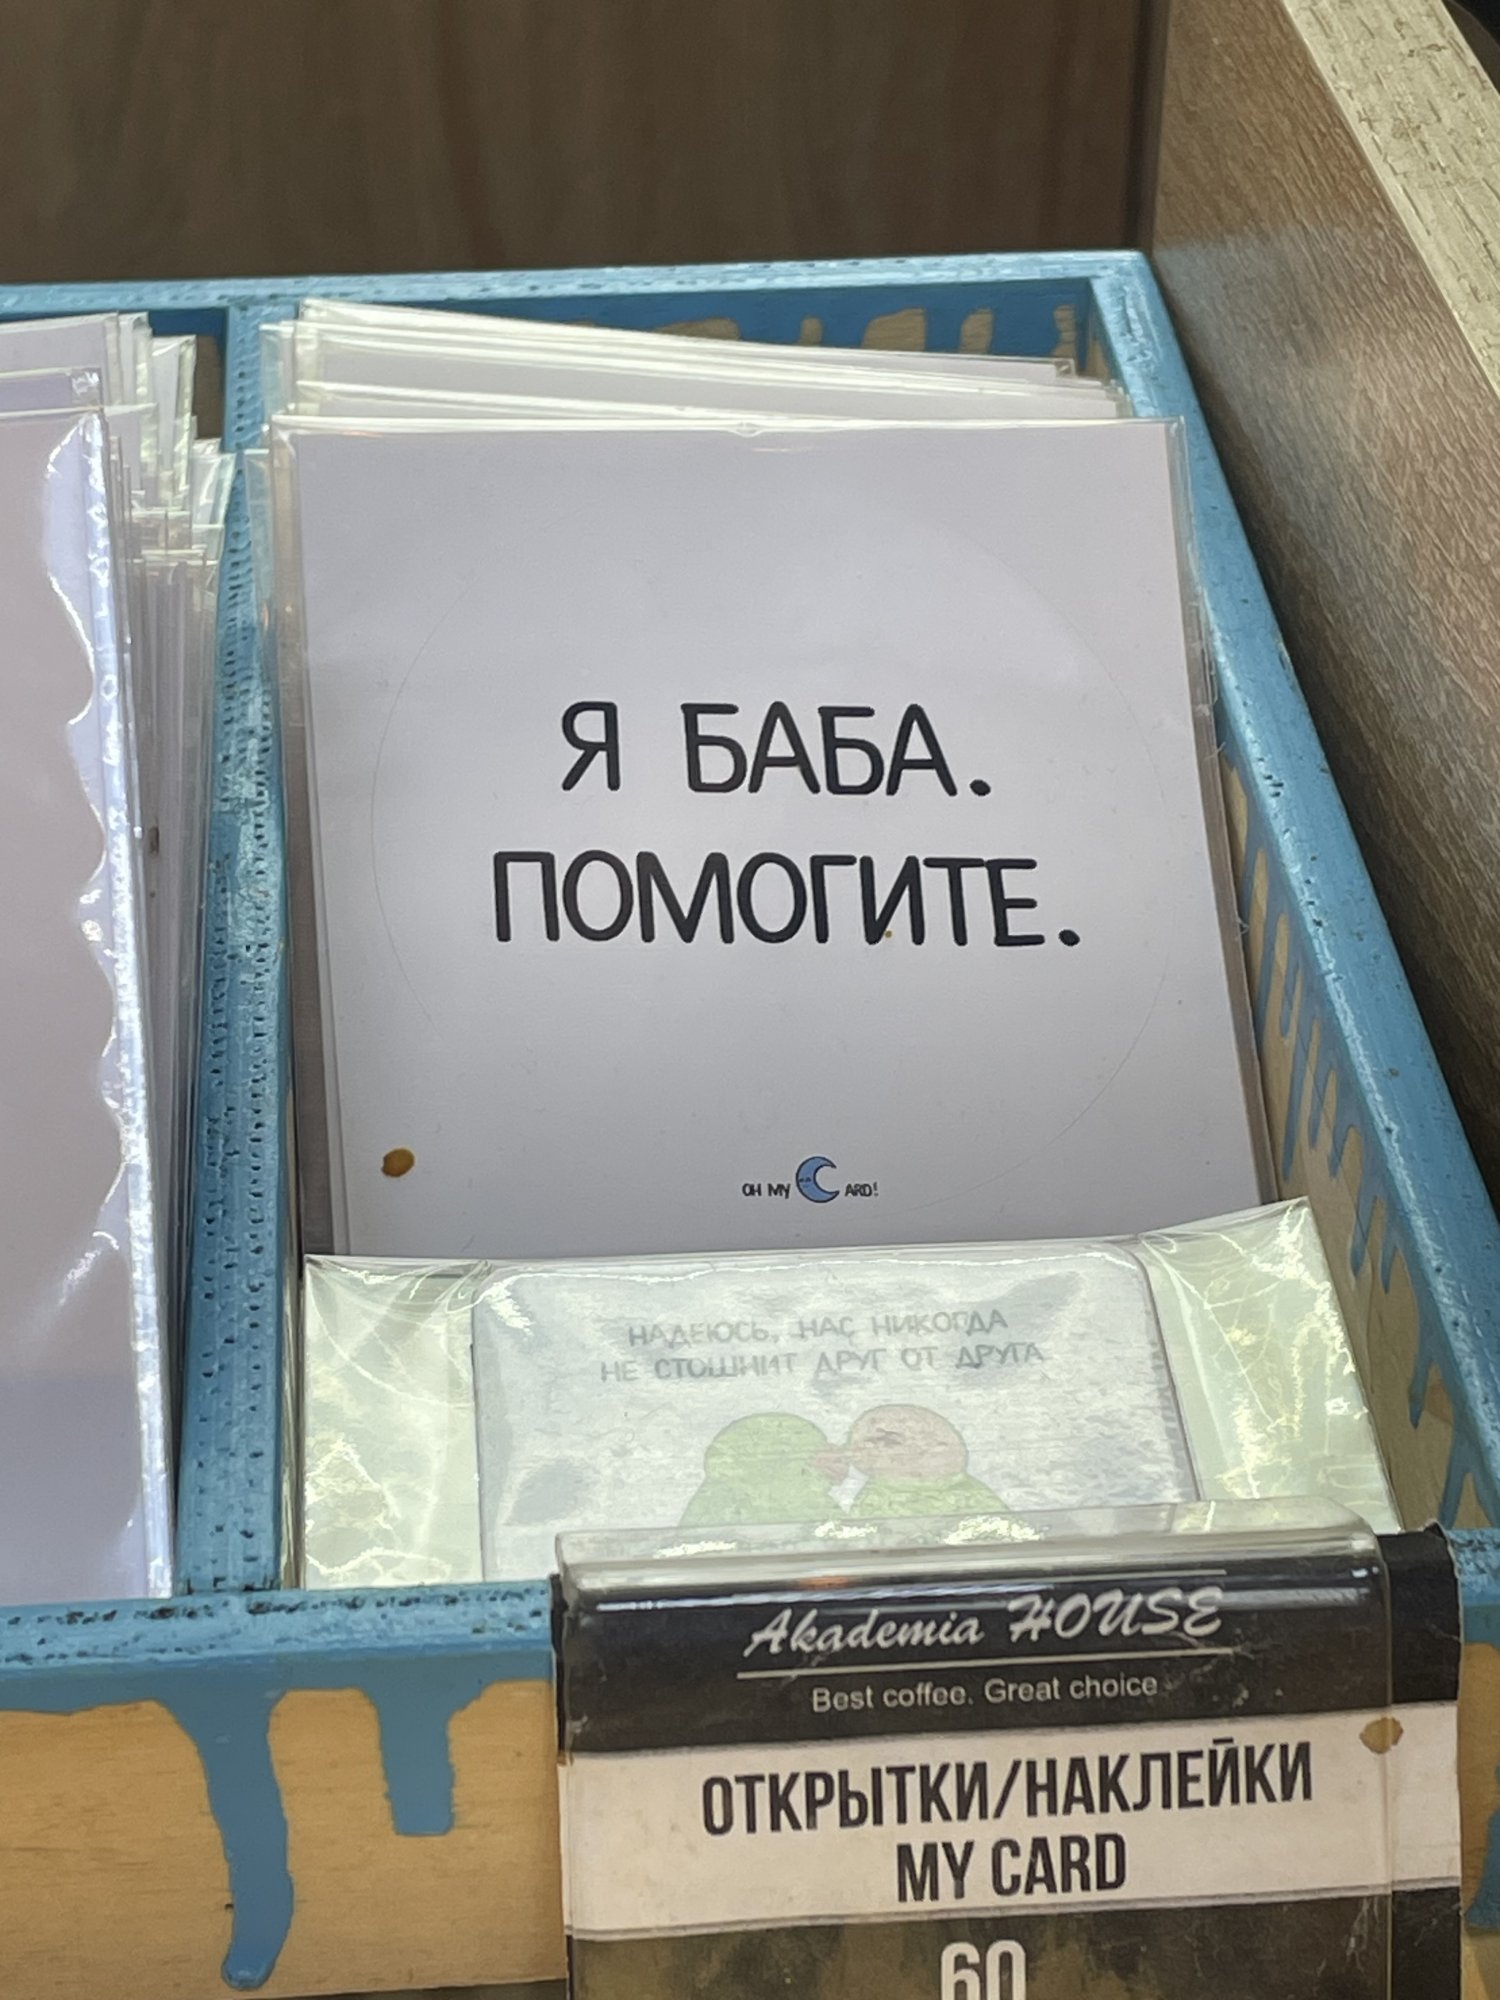 Я БАБА.
ПОМОГИТЕ.
OH MY CARD!
НАДЕЮСЬ, НАС НИКОГДА
НЕ СТОШНИТ ДРУГ ОТ ДРУГА
Akademia HOUSE
Best coffee. Great choice
ОТКРЫТКИ/НАКЛЕЙКИ
MY CARD
60